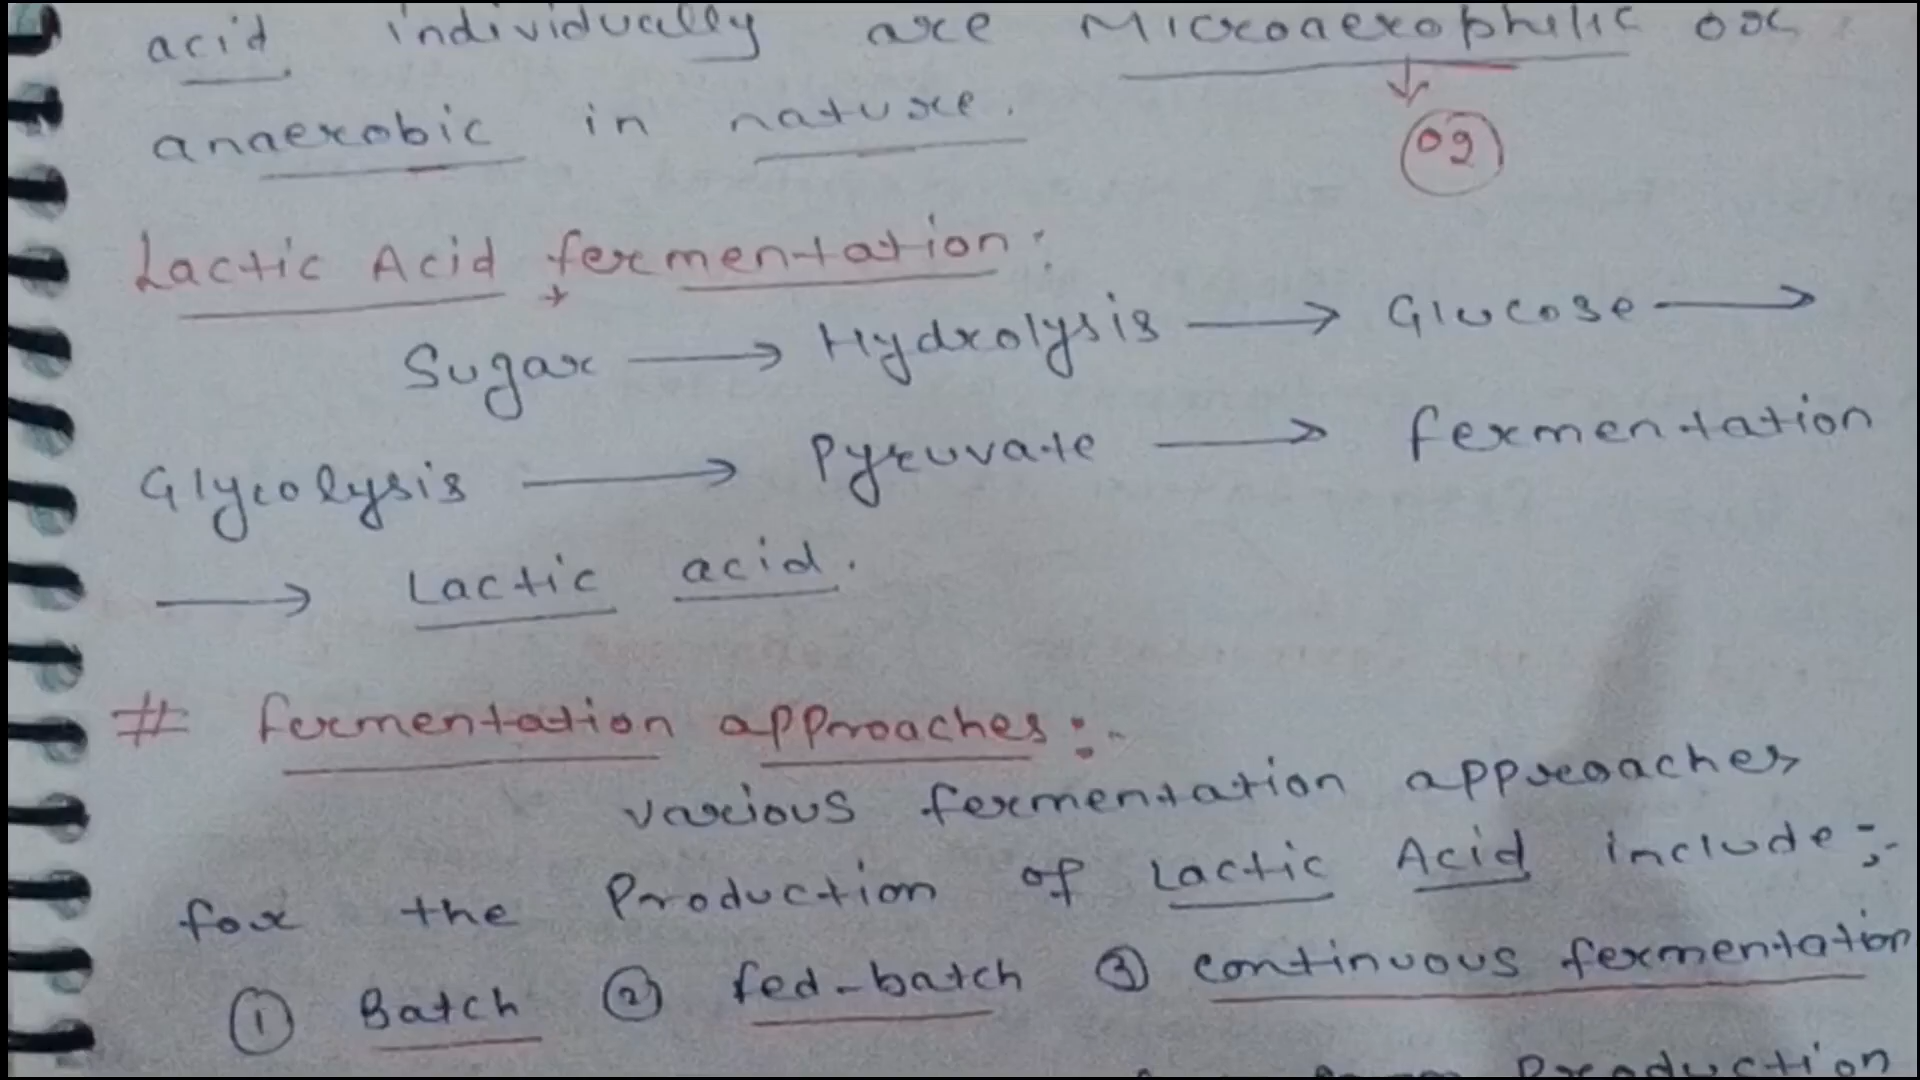 acid individually are Microaerophilic or
anaerobic in nature.
O2
Lactic Acid fermentation:
Sugar → Hydrolysis → Glucose →
Glycolysis → Pyruvate → fermentation
→ Lactic acid.
# fermentation approaches:-
various fermentation approaches
for the Production of Lactic Acid include:-
① Batch ② fed-batch ③ continuous fermentation
Production